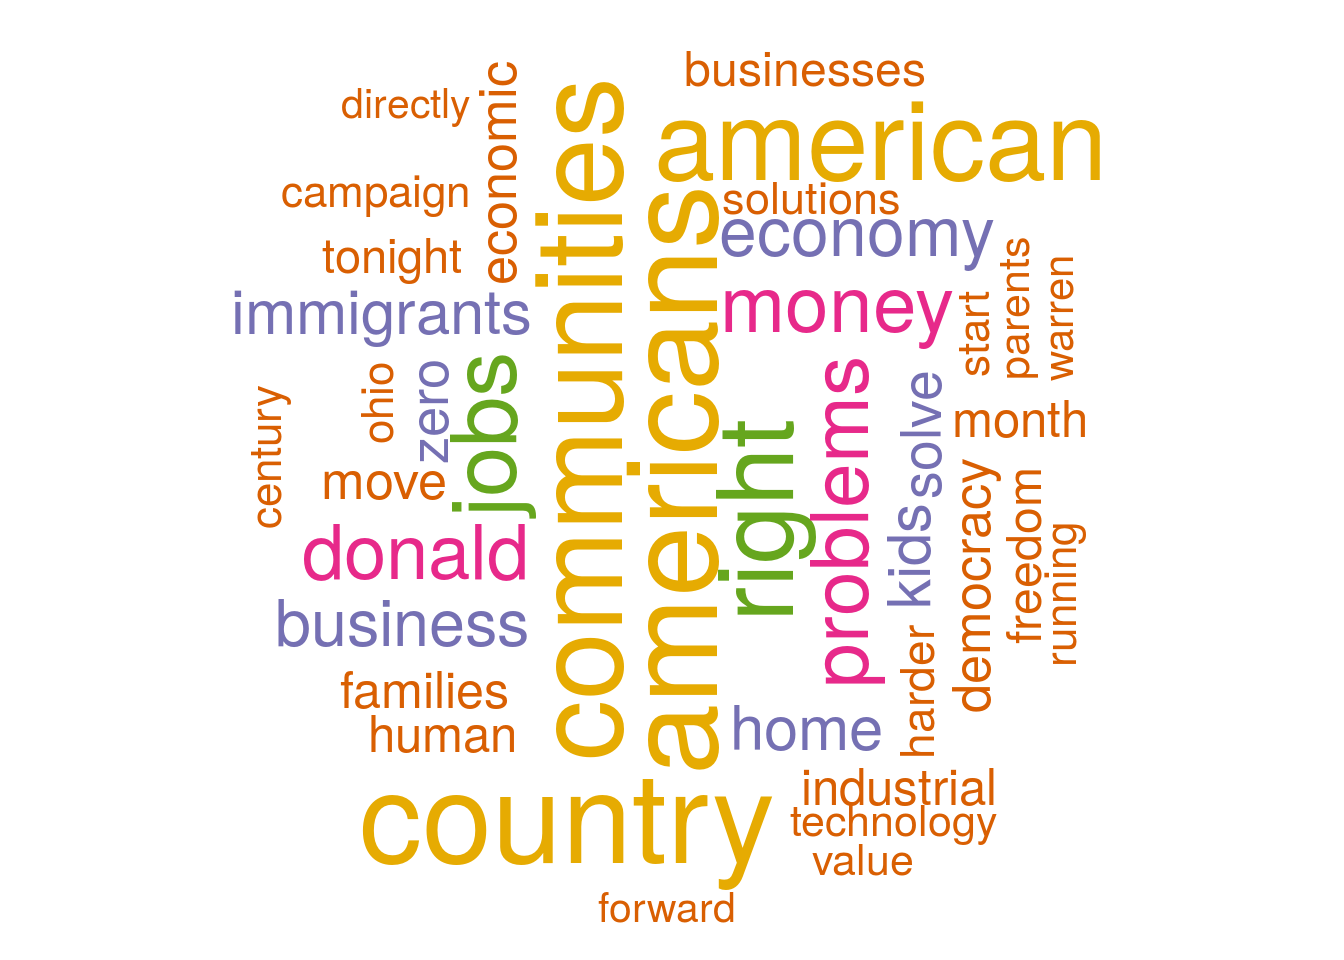 businesses
directly
economic
american
campaign
communities
americans
solutions
economy
tonight
immigrants
money
start
parents
warren
ohio
zero
jobs
century
problems
solve
month
move
right
donald
kids
democracy
freedom
running
business
families
human
home
harder
country
industrial
technology
value
forward